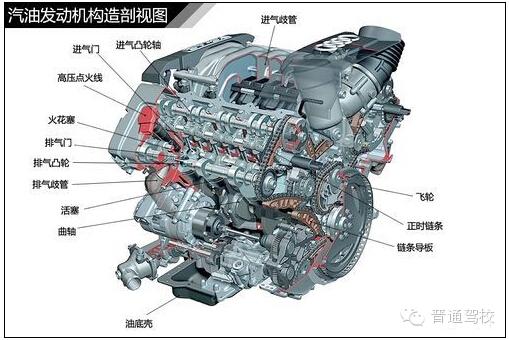 汽油发动机构造剖视图
进气歧管
进气凸轮轴
进气门
高压点火线
火花塞
排气门
排气凸轮
排气歧管
活塞
曲轴
油底壳
飞轮
正时链条
链条导板
晋通驾校